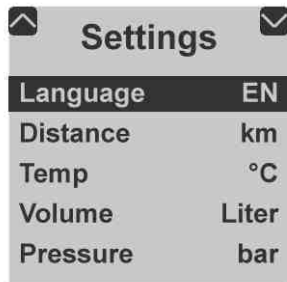 Settings
Language EN
Distance km
Temp °C
Volume Liter
Pressure bar